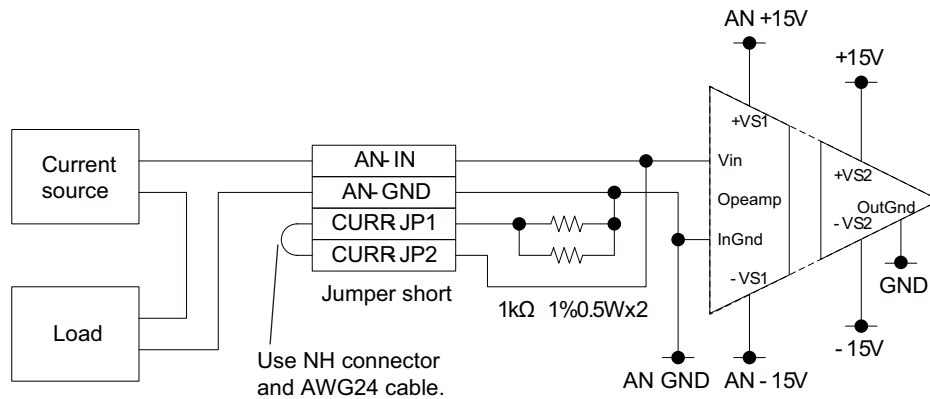 AN +15V
+15V
Current
source
AN-IN
AN-GND
CURR-JP1
CURR-JP2
Jumper short
Load
Use NH connector
and AWG24 cable.
1kΩ 1%0.5Wx2
+VS1
Vin
Opeamp
InGnd
-VS1
+VS2
OutGnd
-VS2
GND
-15V
AN GND
AN -15V